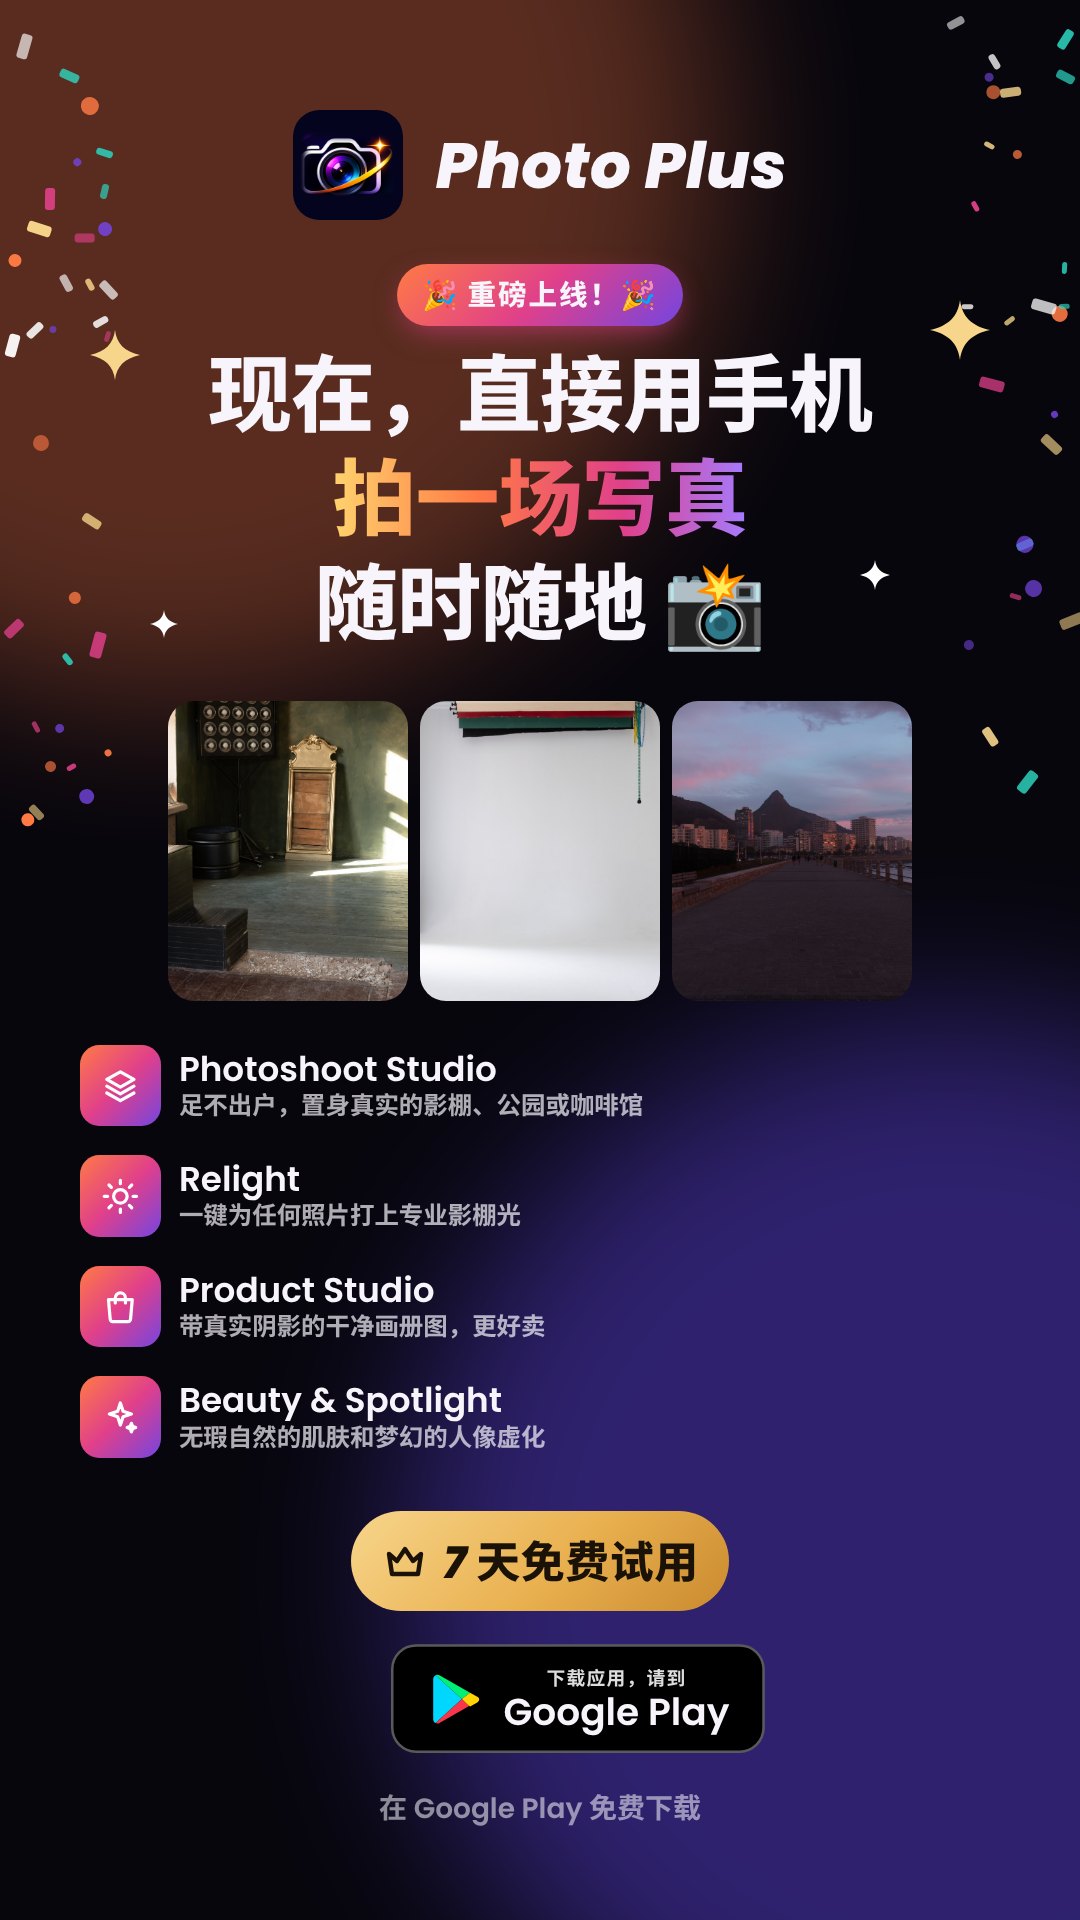 Photo Plus
🎉 重磅上线！🎉
现在，直接用手机
拍一场写真
随时随地 📸
Photoshoot Studio
足不出户，置身真实的影棚、公园或咖啡馆
Relight
一键为任何照片打上专业影棚光
Product Studio
带真实阴影的干净画册图，更好卖
Beauty & Spotlight
无瑕自然的肌肤和梦幻的人像虚化
7 天免费试用
下载应用，请到
Google Play
在 Google Play 免费下载